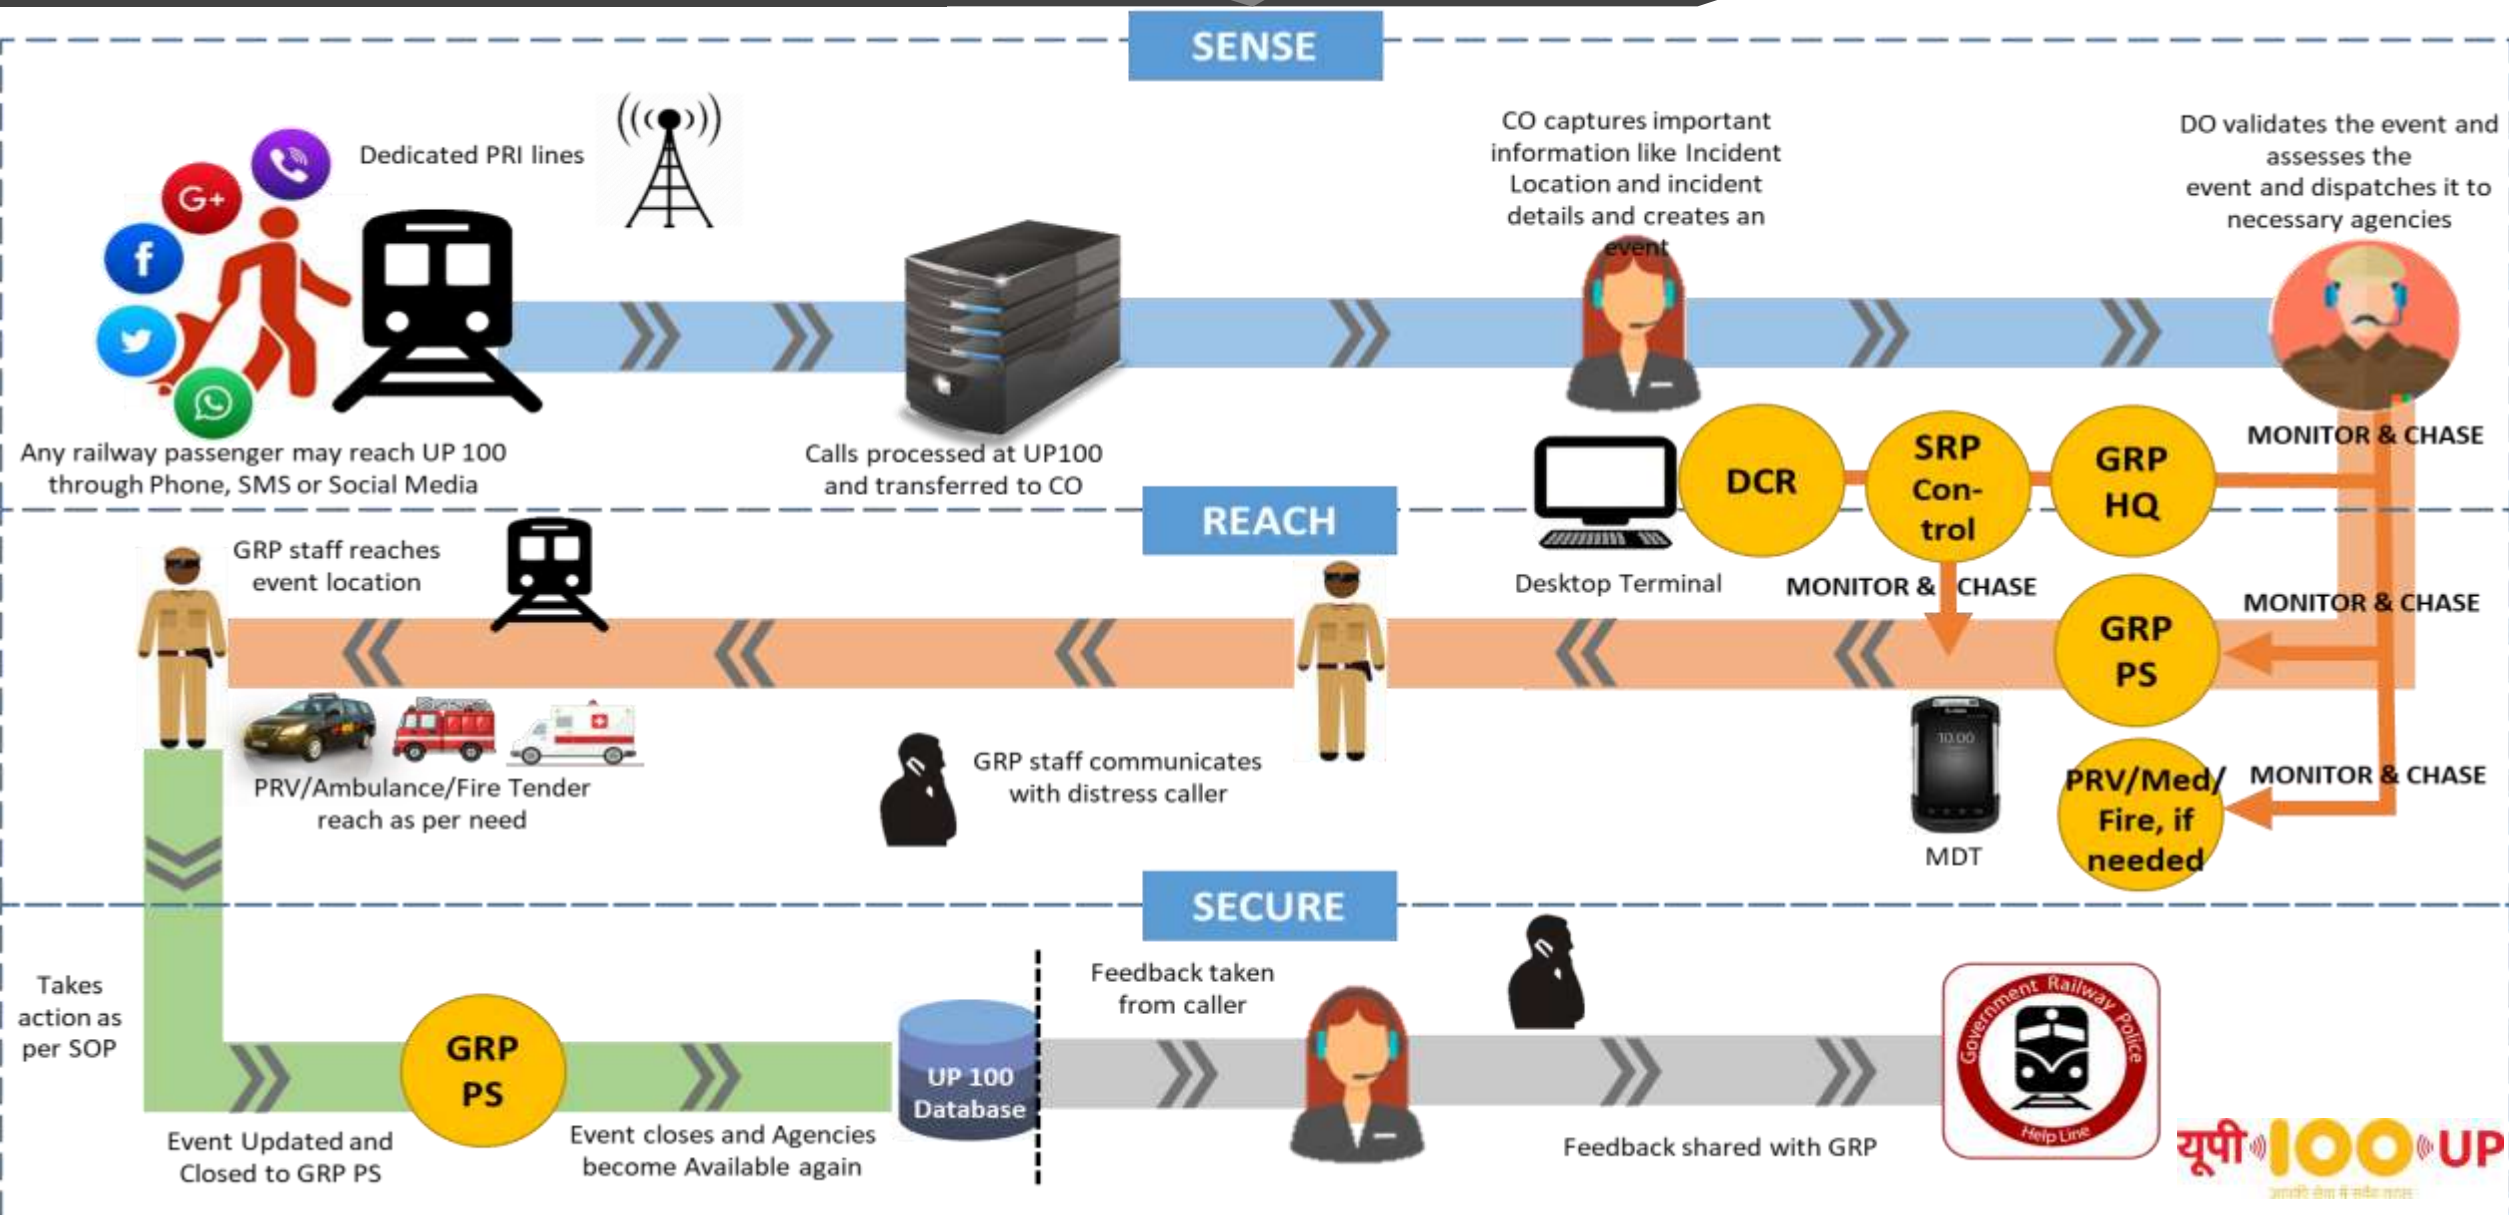 SENSE
Dedicated PRI lines
G+
f
CO captures important
information like Incident
Location and incident
details and creates an
event
DO validates the event and
assesses the
event and dispatches it to
necessary agencies
Any railway passenger may reach UP 100
through Phone, SMS or Social Media
Calls processed at UP100
and transferred to CO
DCR
SRP
Con-
trol
GRP
HQ
MONITOR & CHASE
REACH
GRP staff reaches
event location
Desktop Terminal
MONITOR & CHASE
GRP
PS
MONITOR & CHASE
PRV/Ambulance/Fire Tender
reach as per need
GRP staff communicates
with distress caller
10.00
MDT
PRV/Med/
Fire, if
needed
MONITOR & CHASE
SECURE
Takes
action as
per SOP
GRP
PS
Event Updated and
Closed to GRP PS
Event closes and Agencies
become Available again
UP 100
Database
Feedback taken
from caller
Feedback shared with GRP
Government Railway Police
Help Line
यूपी 100 UP